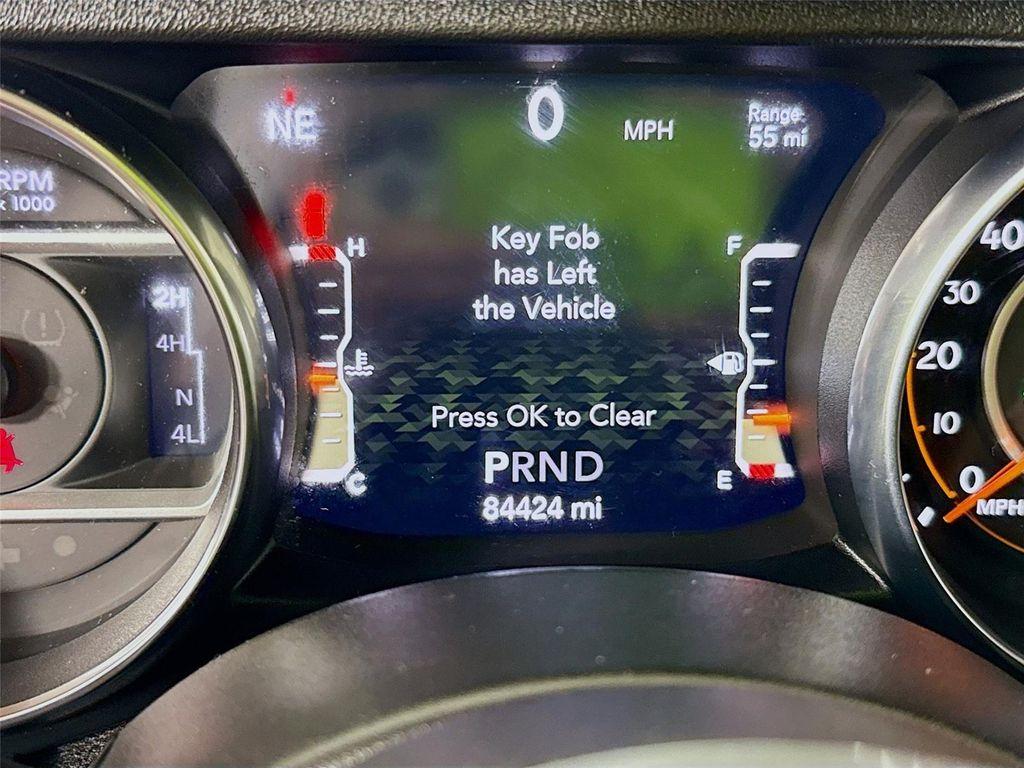 NE
0
MPH
Range:
55 mi
RPM
x 1000
2H
4H
N
4L
H
C
Key Fob
has Left
the Vehicle
Press OK to Clear
PRND
84424 mi
F
E
40
30
20
10
0
MPH